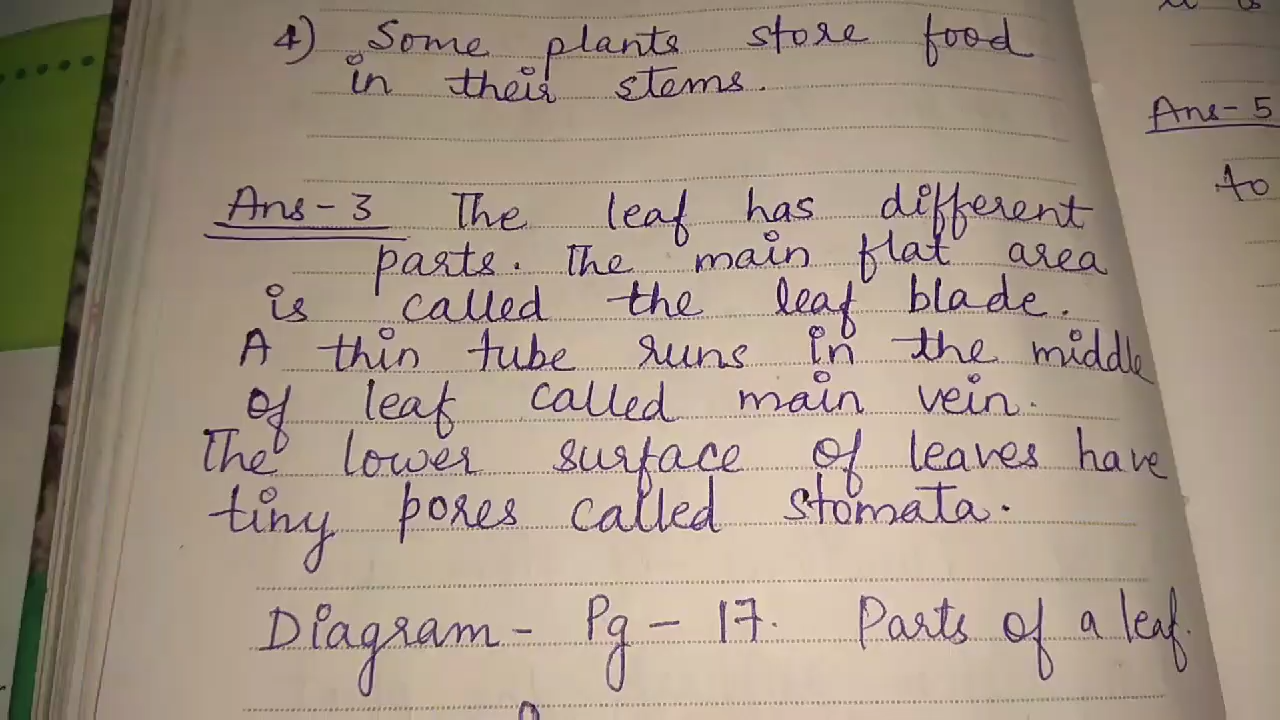 4) Some plants store food
in their stems.
Ans - 3 The leaf has different
parts. The main flat area
is called the leaf blade.
A thin tube runs in the middle
of leaf called main vein.
The lower surface of leaves have
tiny pores called stomata.
Diagram - Pg - 17. Parts of a leaf.
Ans - 5
to